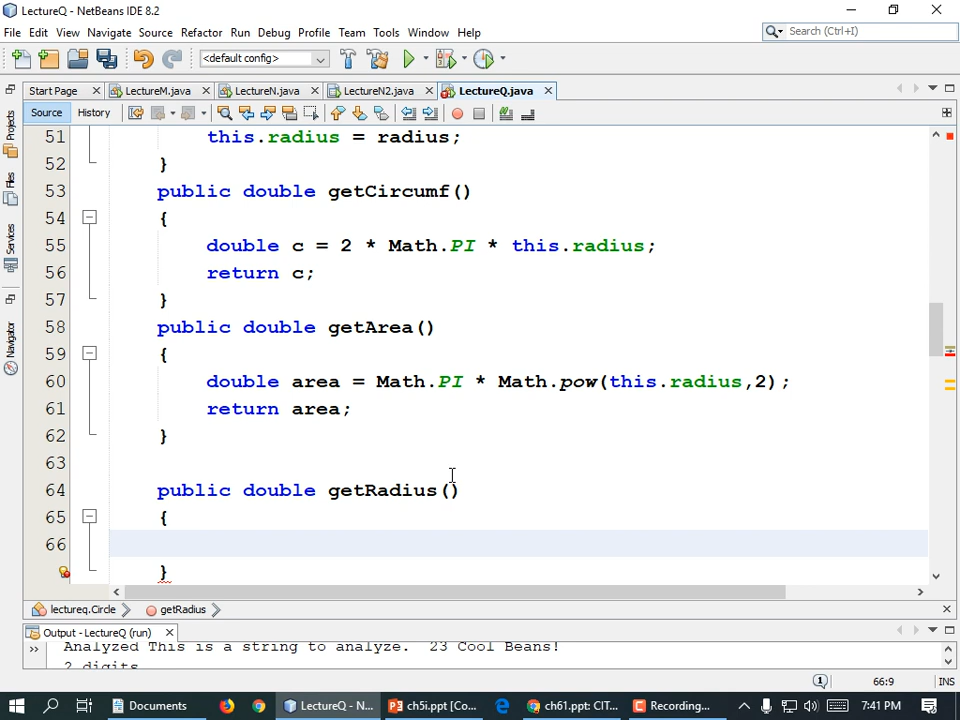 LectureQ - NetBeans IDE 8.2
File Edit View Navigate Source Refactor Run Debug Profile Team Tools Window Help
Search (Ctrl+I)
<default config>
Start Page LectureM.java LectureN.java LectureN2.java LectureQ.java
Source History
Projects
Files
Services
Navigator
51 this.radius = radius;
52 }
53 public double getCircumf()
54 {
55 double c = 2 * Math.PI * this.radius;
56 return c;
57 }
58 public double getArea()
59 {
60 double area = Math.PI * Math.pow(this.radius,2);
61 return area;
62 }
63
64 public double getRadius()
65 {
66
}
lectureq.Circle getRadius
Output - LectureQ (run)
Analyzed This is a string to analyze.  23 Cool Beans!
2 digits
66:9 INS
Documents LectureQ - N... ch5i.ppt [Co... ch61.ppt: CIT... Recording... 7:41 PM